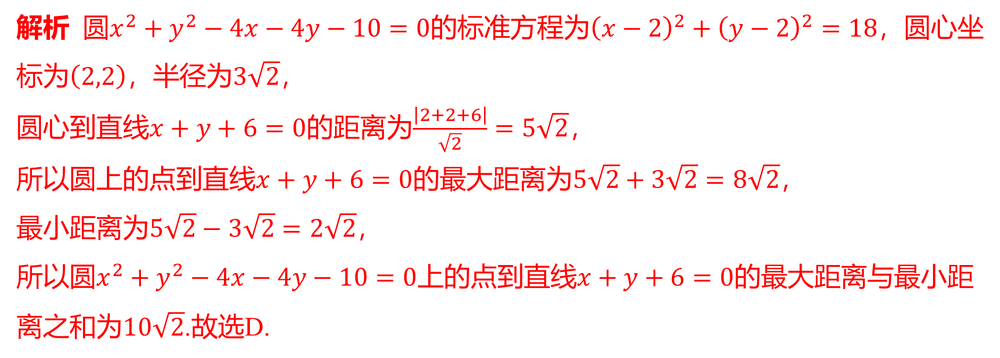 解析 圆$x^2+y^2-4x-4y-10=0$的标准方程为$(x-2)^2+(y-2)^2=18$，圆心坐
标为$(2,2)$，半径为$3\sqrt{2}$，
圆心到直线$x+y+6=0$的距离为$\frac{|2+2+6|}{\sqrt{2}}=5\sqrt{2}$，
所以圆上的点到直线$x+y+6=0$的最大距离为$5\sqrt{2}+3\sqrt{2}=8\sqrt{2}$，
最小距离为$5\sqrt{2}-3\sqrt{2}=2\sqrt{2}$，
所以圆$x^2+y^2-4x-4y-10=0$上的点到直线$x+y+6=0$的最大距离与最小距
离之和为$10\sqrt{2}$.故选D.